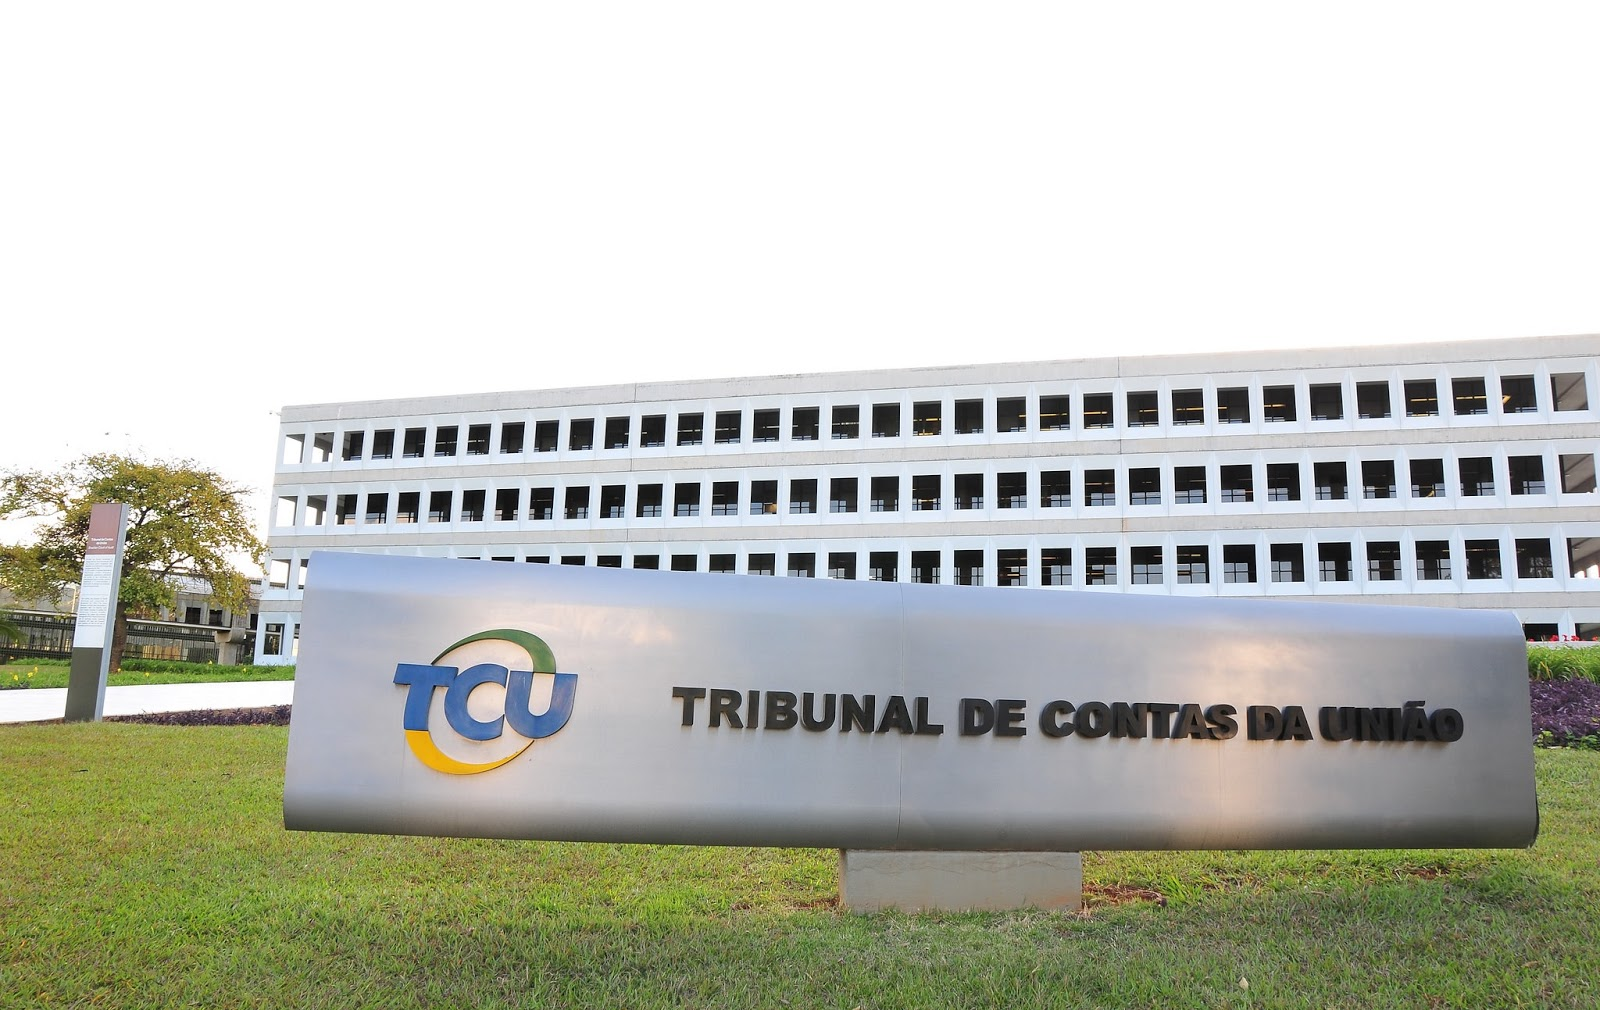 TCU
TRIBUNAL DE CONTAS DA UNIÃO